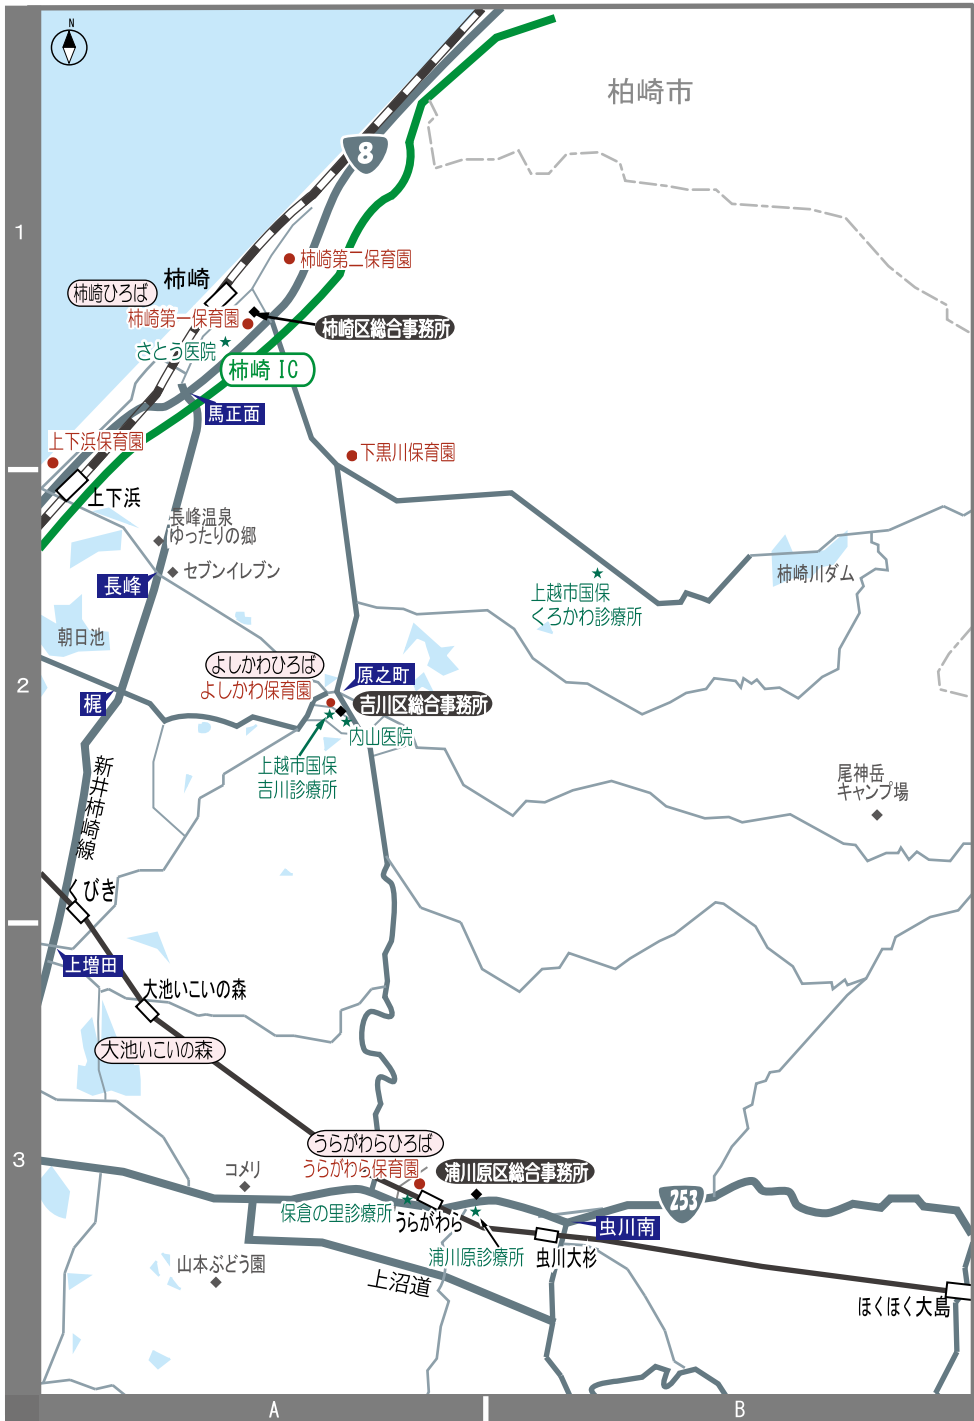 N
柏崎市
8
1
柿崎第二保育園
柿崎
柿崎ひろば
柿崎第一保育園
柿崎区総合事務所
さとう医院
柿崎 IC
馬正面
上下浜保育園
下黒川保育園
上下浜
長峰温泉
ゆったりの郷
セブンイレブン
長峰
柿崎川ダム
上越市国保
くろかわ診療所
朝日池
よしかわひろば
原之町
2
よしかわ保育園
梶
吉川区総合事務所
内山医院
上越市国保
吉川診療所
新井柿崎線
尾神岳
キャンプ場
くびき
上増田
大池いこいの森
大池いこいの森
うらがわらひろば
3
うらがわら保育園
浦川原区総合事務所
コメリ
253
保倉の里診療所
うらがわら
虫川南
浦川原診療所
虫川大杉
山本ぶどう園
上沼道
ほくほく大島
A
B